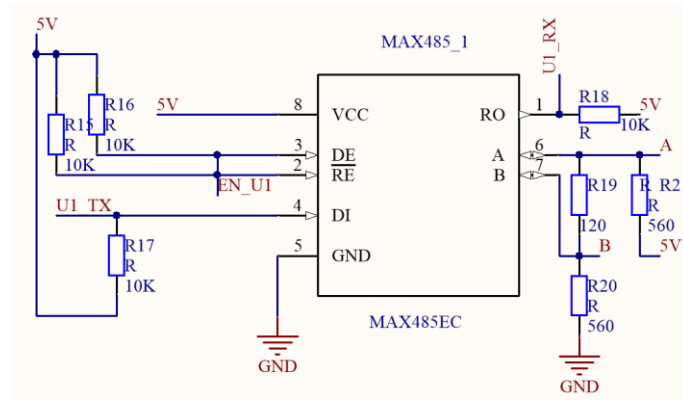 5V
MAX485_1
U1_RX
R16
R
10K
R15
R
10K
5V
8
VCC
RO
1
R18
R
10K
5V
3
DE
A
6
A
2
RE
B
7
EN_U1
R19
120
R_R2
R
560
5V
U1_TX
4
DI
R17
R
10K
5
GND
B
R20
R
560
MAX485EC
GND
GND